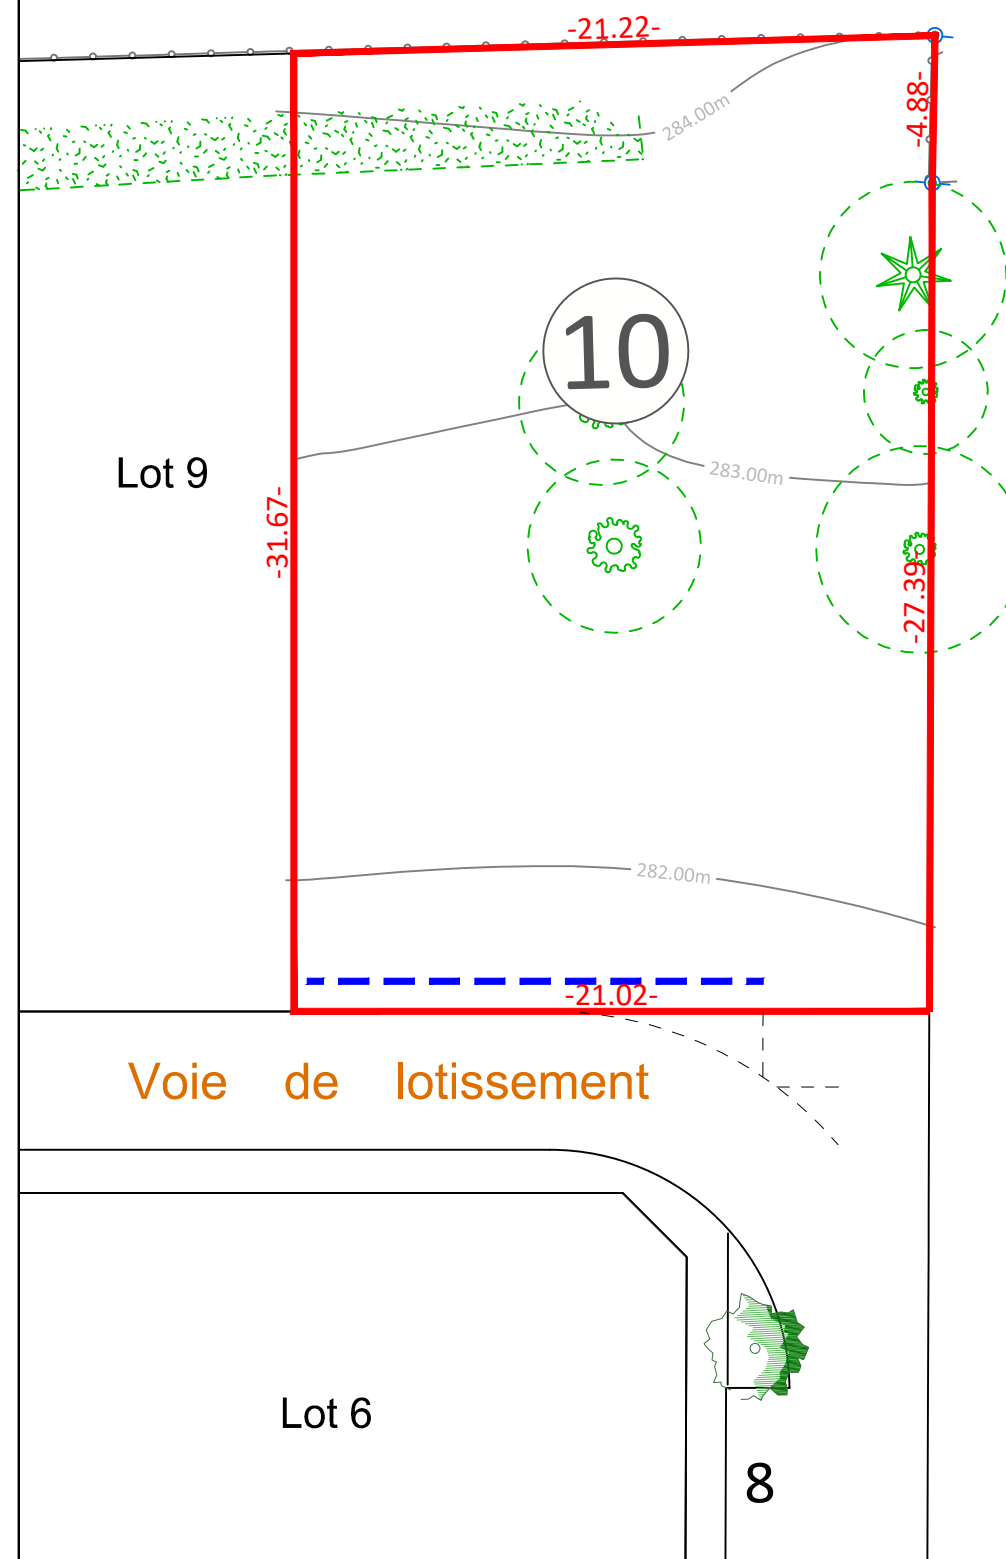 -21.22-
-4.88-
284.00m
10
283.00m
Lot 9
-31.67-
-27.39-
282.00m
-21.02-
Voie de lotissement
Lot 6
8